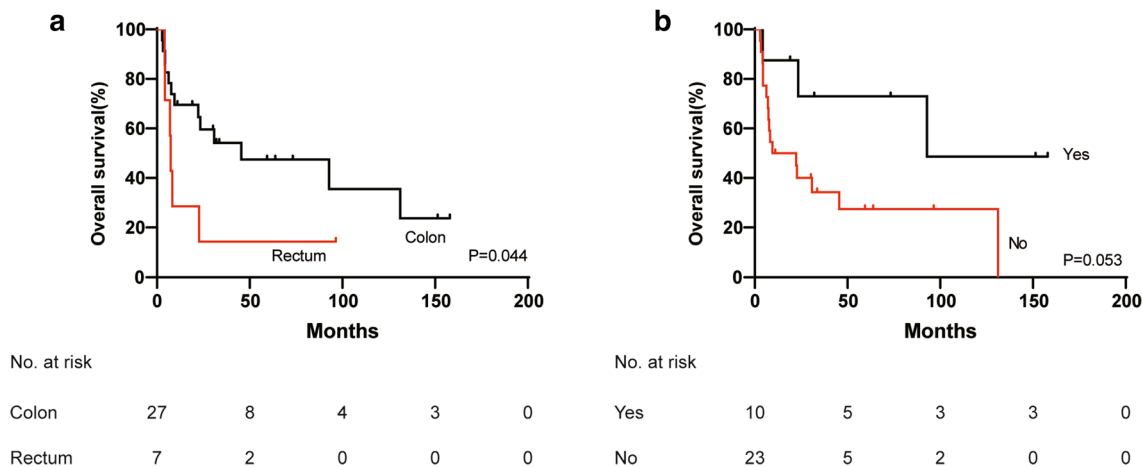 a
100
80
60
40
20
0
Overall survival(%)
Colon
Rectum
P=0.044
0 50 100 150 200
Months
No. at risk
Colon 27 8 4 3 0
Rectum 7 2 0 0 0
b
100
80
60
40
20
0
Overall survival(%)
Yes
No
P=0.053
0 50 100 150 200
Months
No. at risk
Yes 10 5 3 3 0
No 23 5 2 0 0